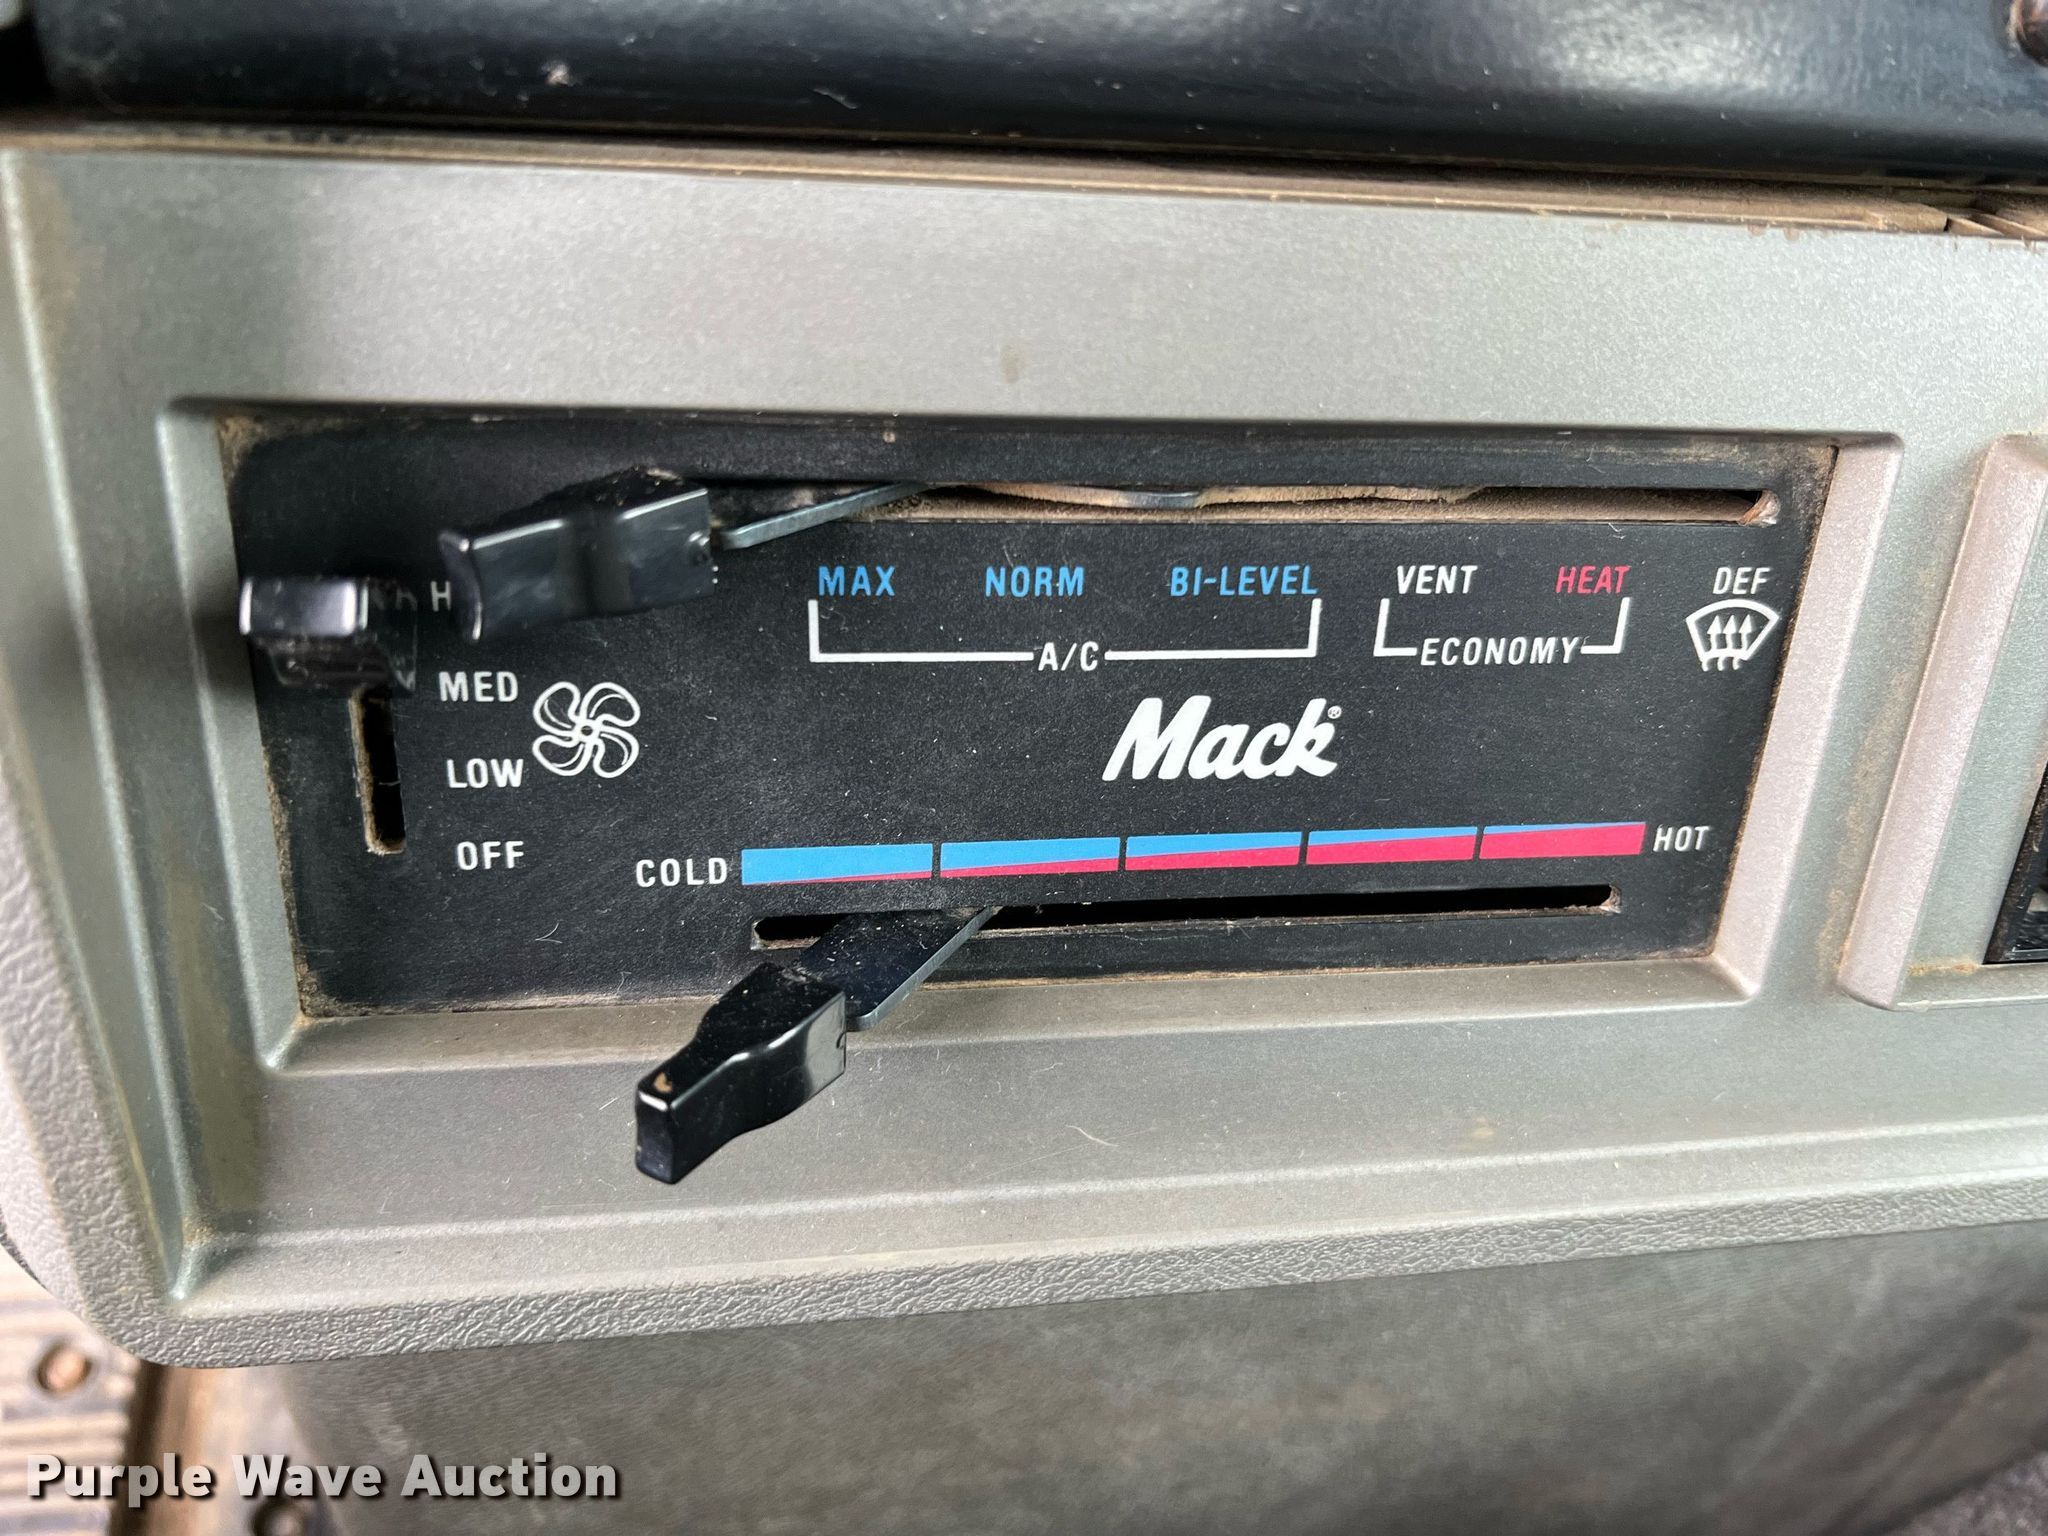 MAX NORM BI-LEVEL VENT HEAT DEF
A/C ECONOMY
H
MED
LOW
OFF
Mack®
COLD HOT
Purple Wave Auction